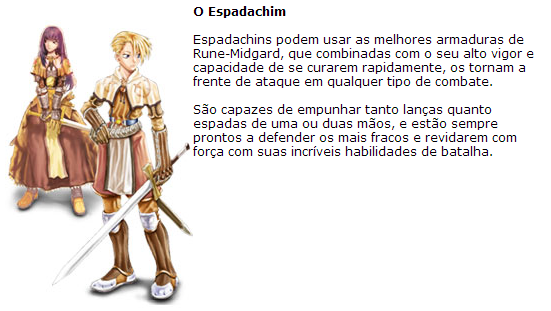 O Espadachim
Espadachins podem usar as melhores armaduras de
Rune-Midgard, que combinadas com o seu alto vigor e
capacidade de se curarem rapidamente, os tornam a
frente de ataque em qualquer tipo de combate.
São capazes de empunhar tanto lanças quanto
espadas de uma ou duas mãos, e estão sempre
prontos a defender os mais fracos e revidarem com
força com suas incríveis habilidades de batalha.